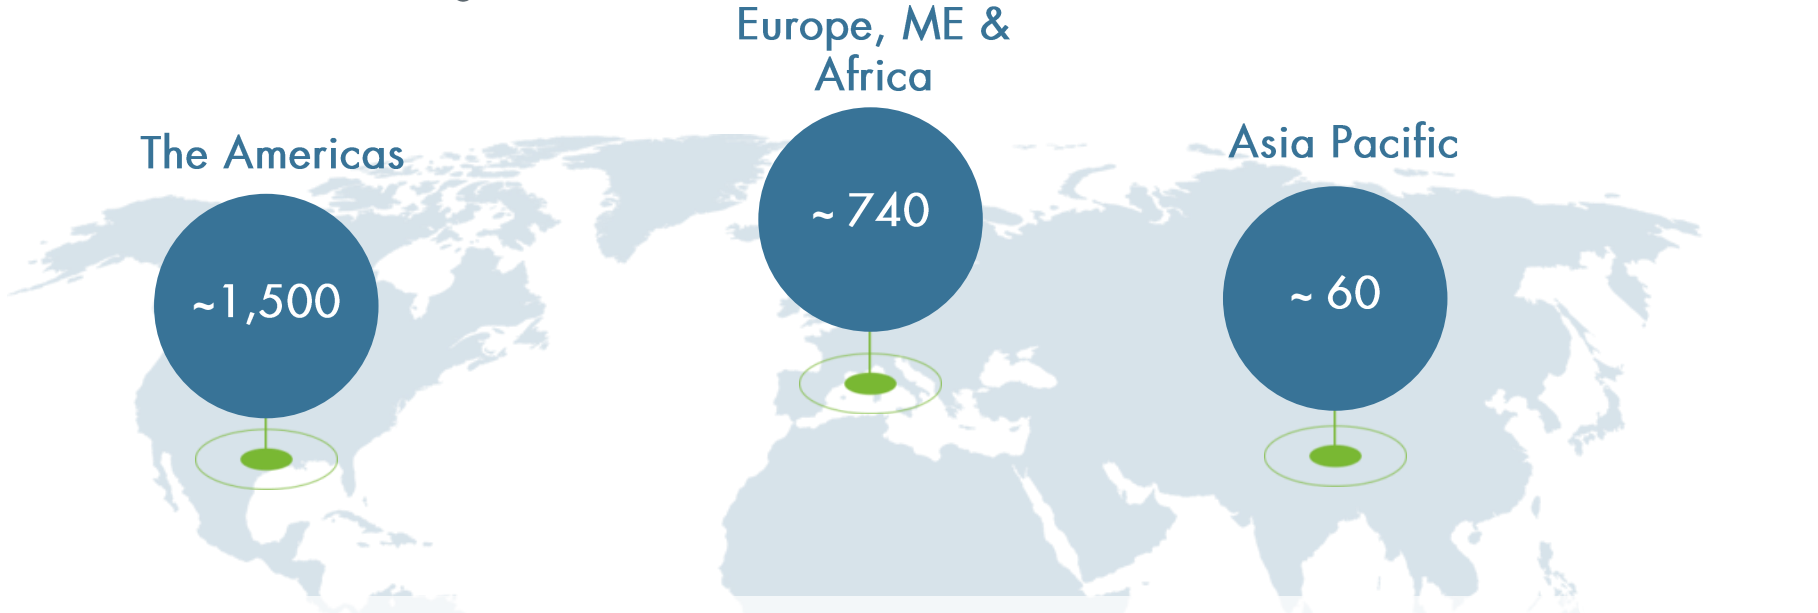 Europe, ME &
Africa
The Americas
Asia Pacific
~ 740
~1,500
~ 60